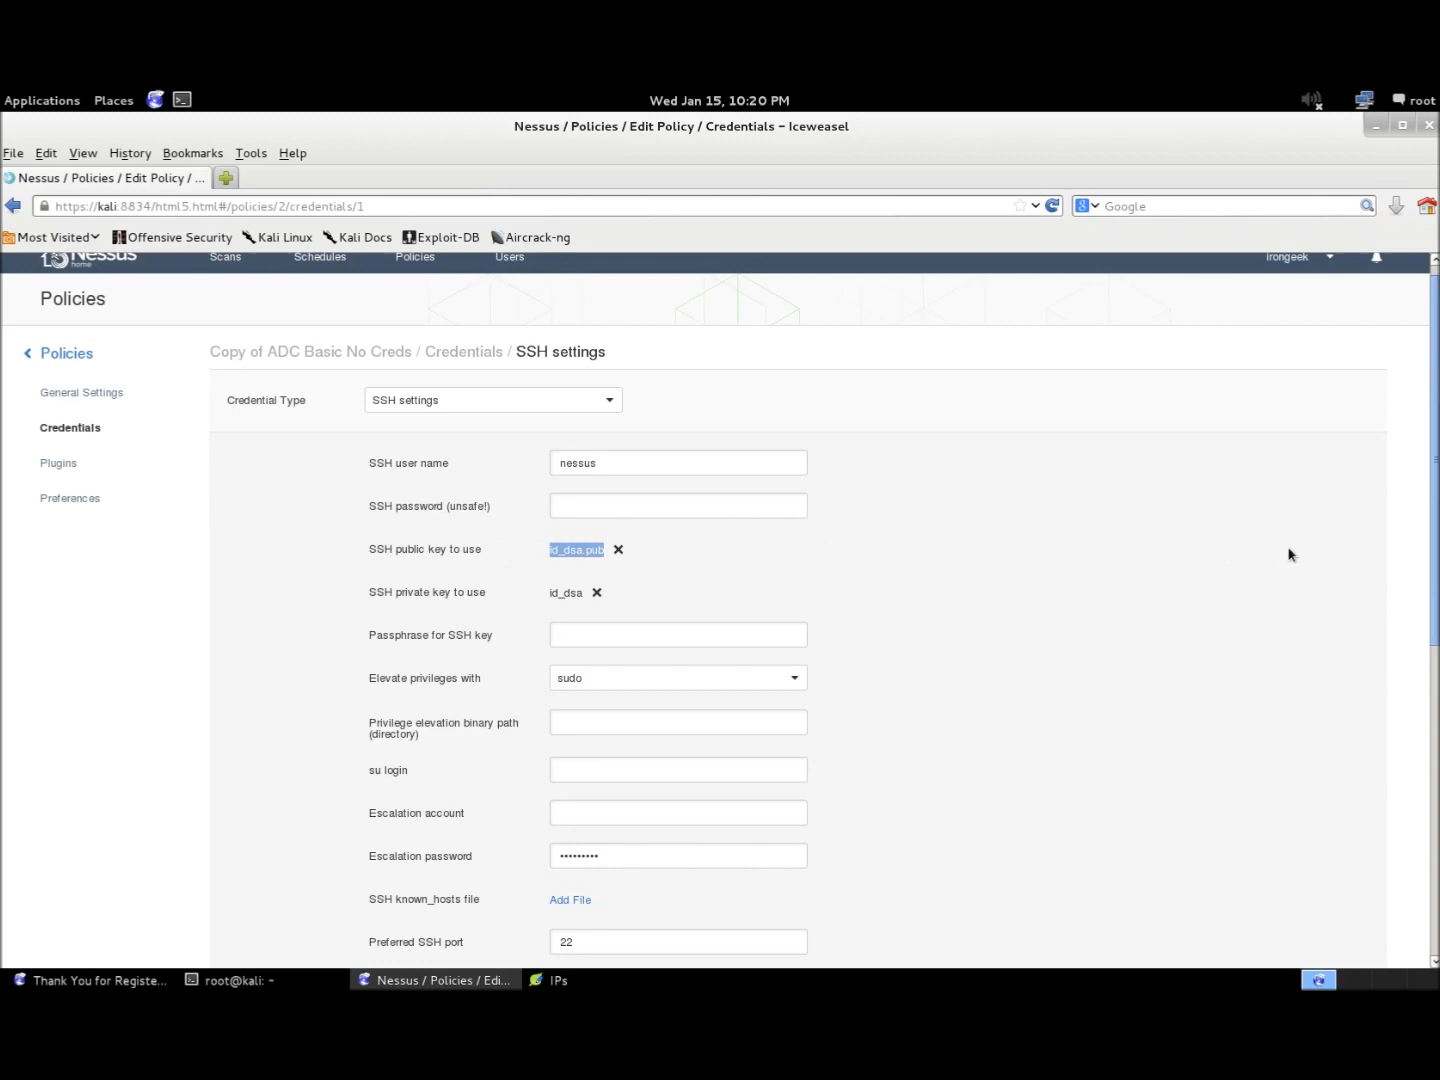 Applications Places Wed Jan 15, 10:20 PM root
Nessus / Policies / Edit Policy / Credentials - Iceweasel
File Edit View History Bookmarks Tools Help
Nessus / Policies / Edit Policy / ...
https://kali:8834/html5.html#/policies/2/credentials/1 Google
Most Visited Offensive Security Kali Linux Kali Docs Exploit-DB Aircrack-ng
Nessus home Scans Schedules Policies Users Irongeek
Policies
Policies
Copy of ADC Basic No Creds / Credentials / SSH settings
General Settings
Credential Type SSH settings
Credentials
Plugins
SSH user name nessus
Preferences
SSH password (unsafe!)
SSH public key to use id_dsa.pub
SSH private key to use id_dsa
Passphrase for SSH key
Elevate privileges with sudo
Privilege elevation binary path
(directory)
su login
Escalation account
Escalation password •••••••••
SSH known_hosts file Add File
Preferred SSH port 22
Thank You for Registe... root@kali: ~ Nessus / Policies / Edi... IPs